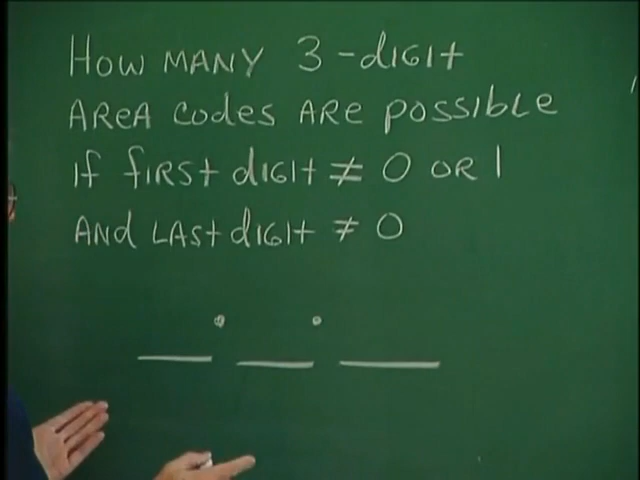 How MANY 3-digit
AREA codes ARE possible
if first digit ≠ 0 OR 1
AND LAST digit ≠ 0